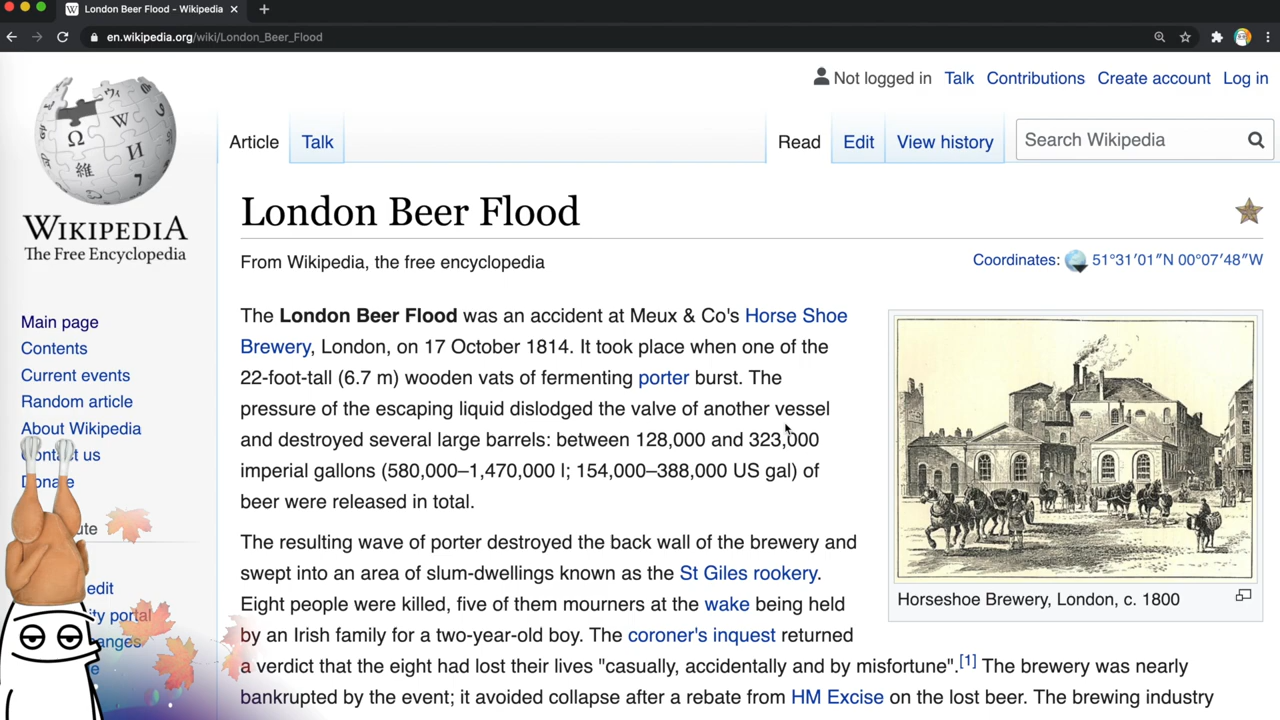 London Beer Flood - Wikipedia
en.wikipedia.org/wiki/London_Beer_Flood
Not logged in Talk Contributions Create account Log in
Article Talk Read Edit View history Search Wikipedia
WIKIPEDIA
The Free Encyclopedia
Main page
Contents
Current events
Random article
About Wikipedia
Contact us
Donate
edit
London Beer Flood
From Wikipedia, the free encyclopedia
Coordinates: 51°31′01″N 00°07′48″W
The London Beer Flood was an accident at Meux & Co's Horse Shoe
Brewery, London, on 17 October 1814. It took place when one of the
22-foot-tall (6.7 m) wooden vats of fermenting porter burst. The
pressure of the escaping liquid dislodged the valve of another vessel
and destroyed several large barrels: between 128,000 and 323,000
imperial gallons (580,000–1,470,000 l; 154,000–388,000 US gal) of
beer were released in total.
The resulting wave of porter destroyed the back wall of the brewery and
swept into an area of slum-dwellings known as the St Giles rookery.
Eight people were killed, five of them mourners at the wake being held
by an Irish family for a two-year-old boy. The coroner's inquest returned
a verdict that the eight had lost their lives "casually, accidentally and by misfortune".[1] The brewery was nearly
bankrupted by the event; it avoided collapse after a rebate from HM Excise on the lost beer. The brewing industry
Horseshoe Brewery, London, c. 1800